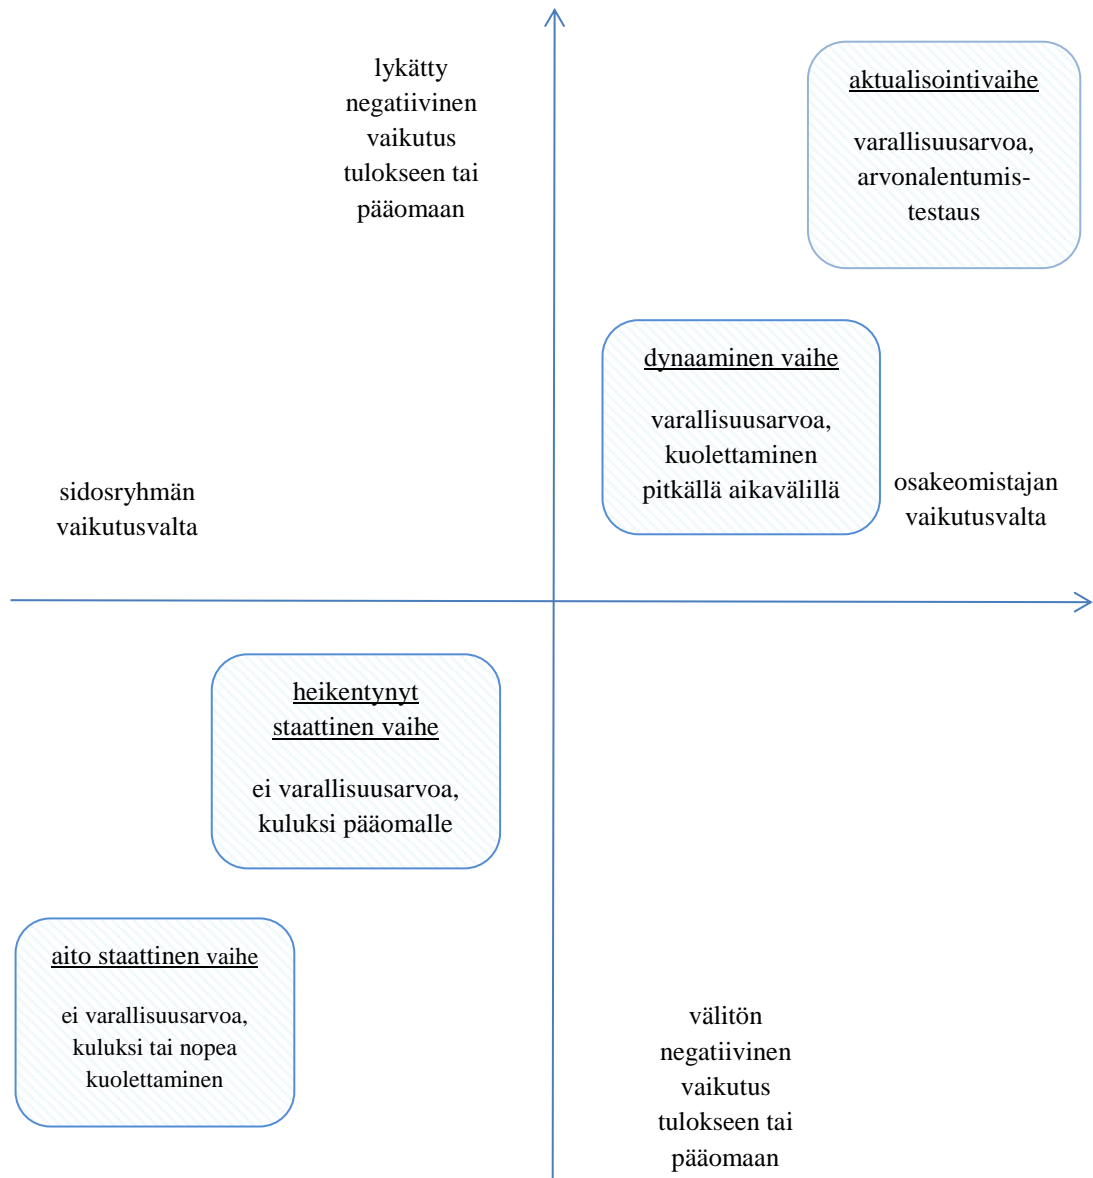 lykätty
negatiivinen
vaikutus
tulokseen tai
pääomaan
aktualisointivaihe
varallisuusarvoa,
arvonalentumis-
testaus
dynaaminen vaihe
varallisuusarvoa,
kuolettaminen
pitkällä aikavälillä
sidosryhmän
vaikutusvalta
osakeomistajan
vaikutusvalta
heikentynyt
staattinen vaihe
ei varallisuusarvoa,
kuluksi pääomalle
aito staattinen vaihe
ei varallisuusarvoa,
kuluksi tai nopea
kuolettaminen
välitön
negatiivinen
vaikutus
tulokseen tai
pääomaan